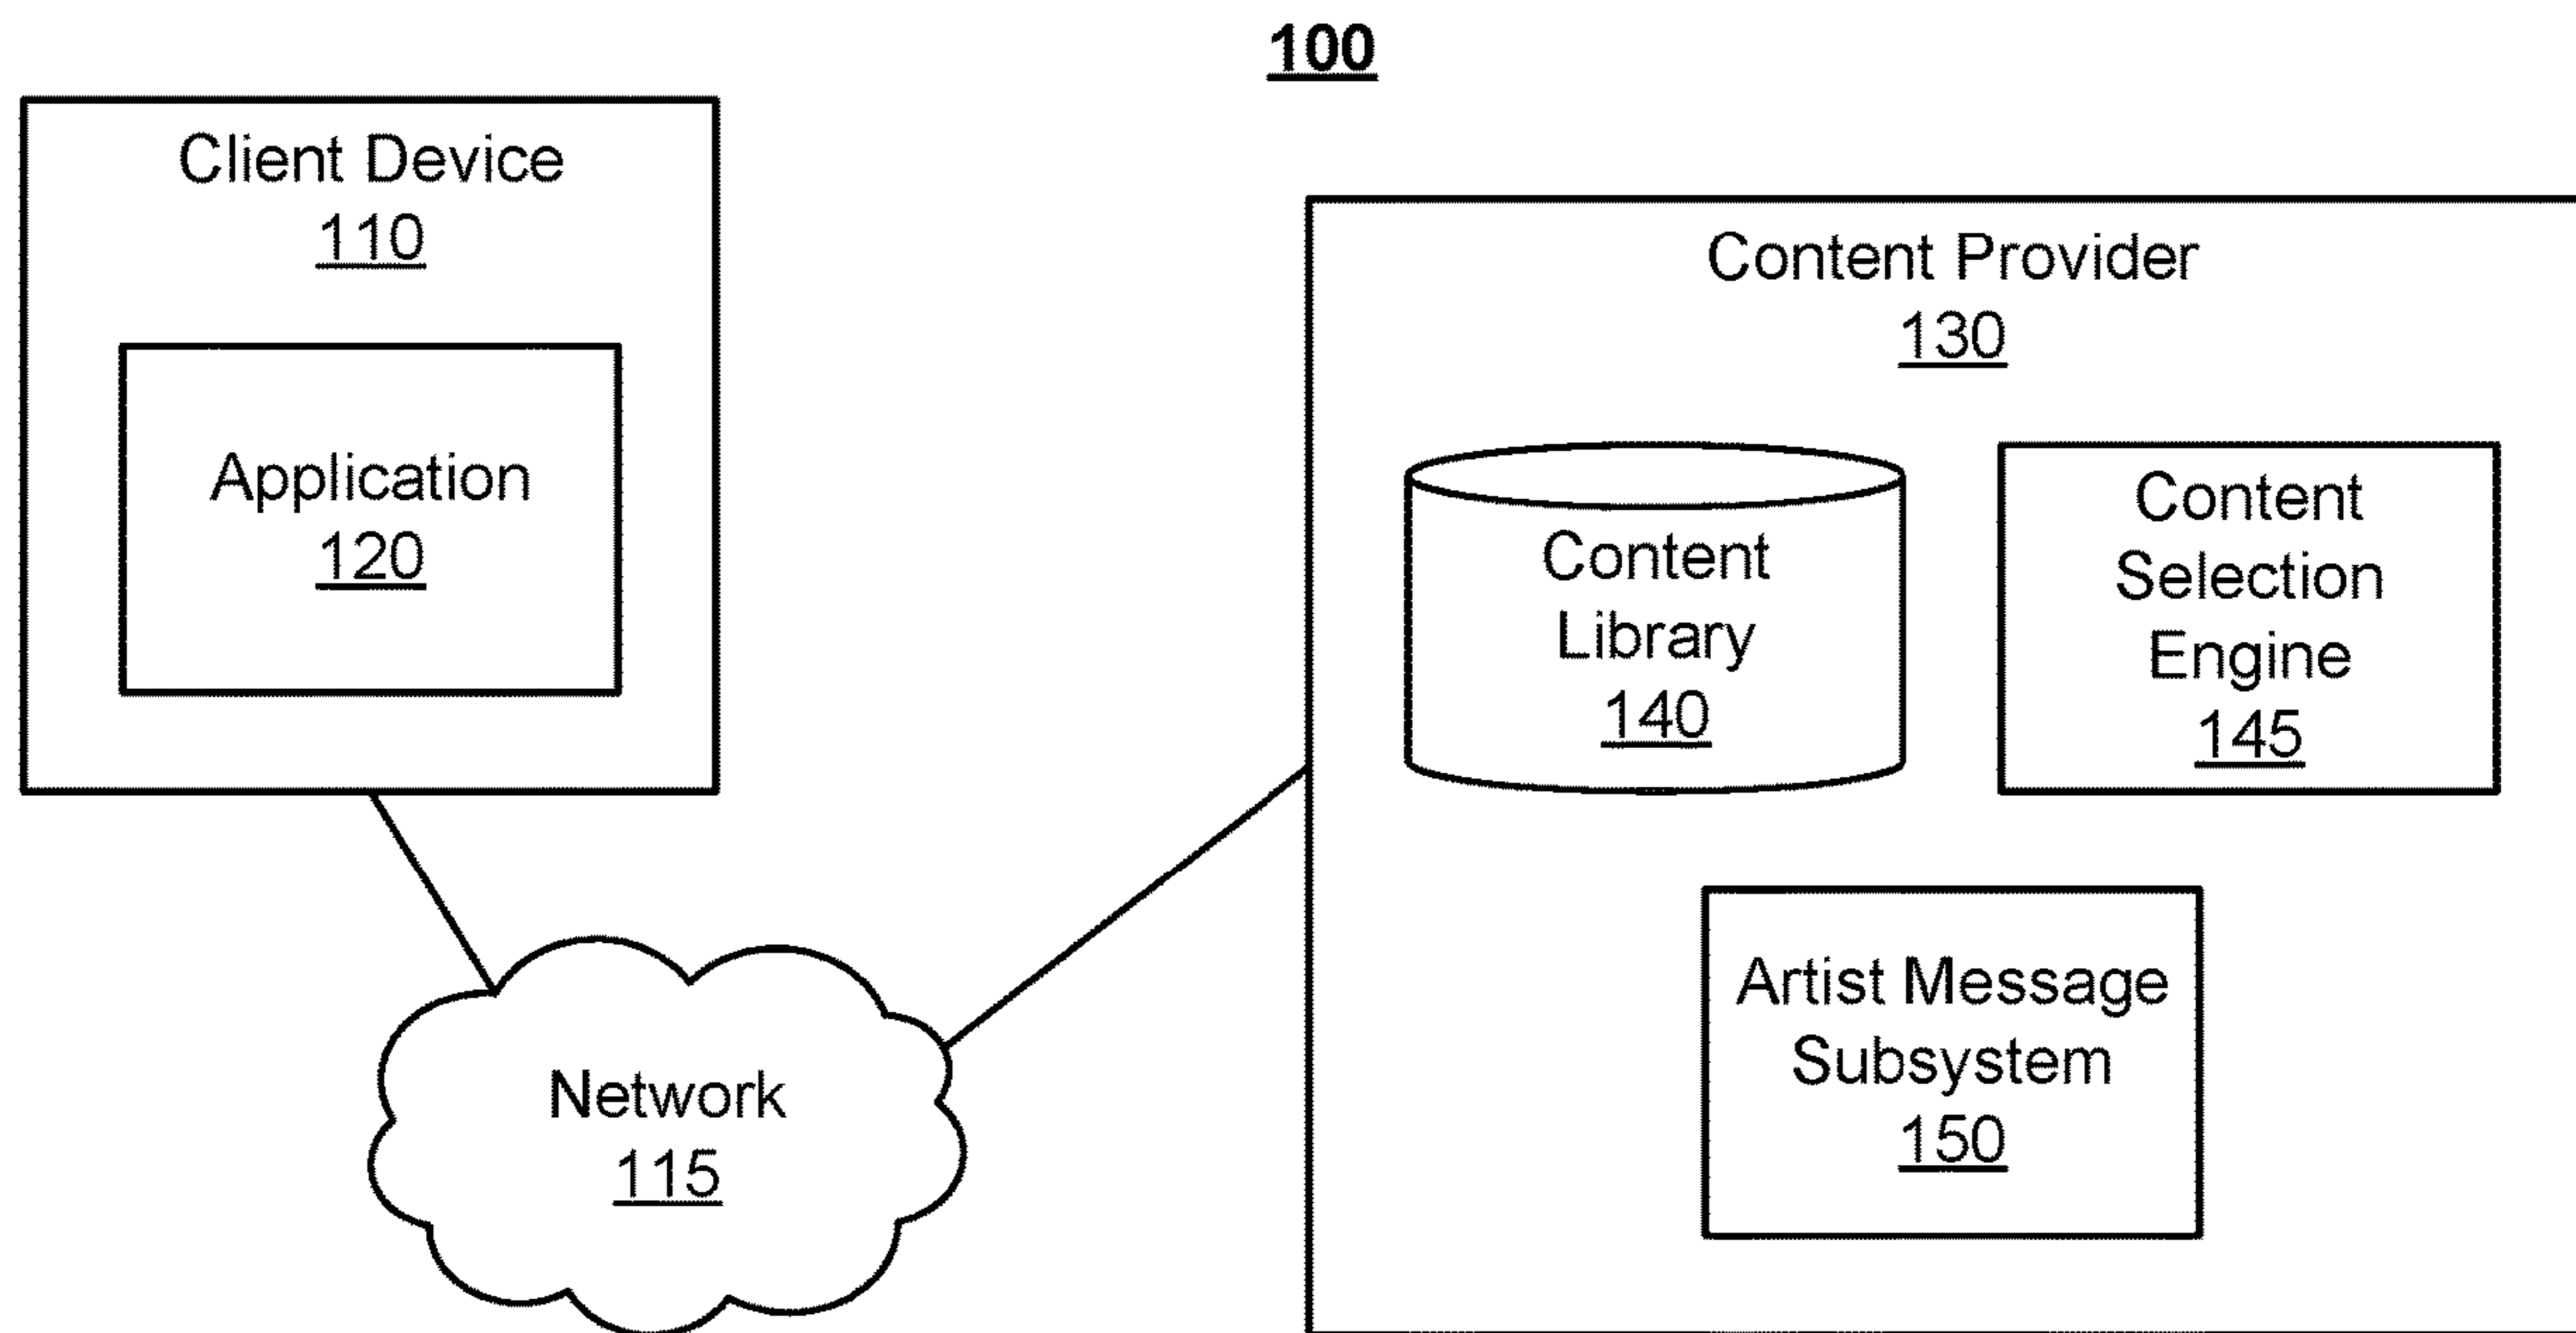 100
Client Device
110
Application
120
Network
115
Content Provider
130
Content
Library
140
Content
Selection
Engine
145
Artist Message
Subsystem
150